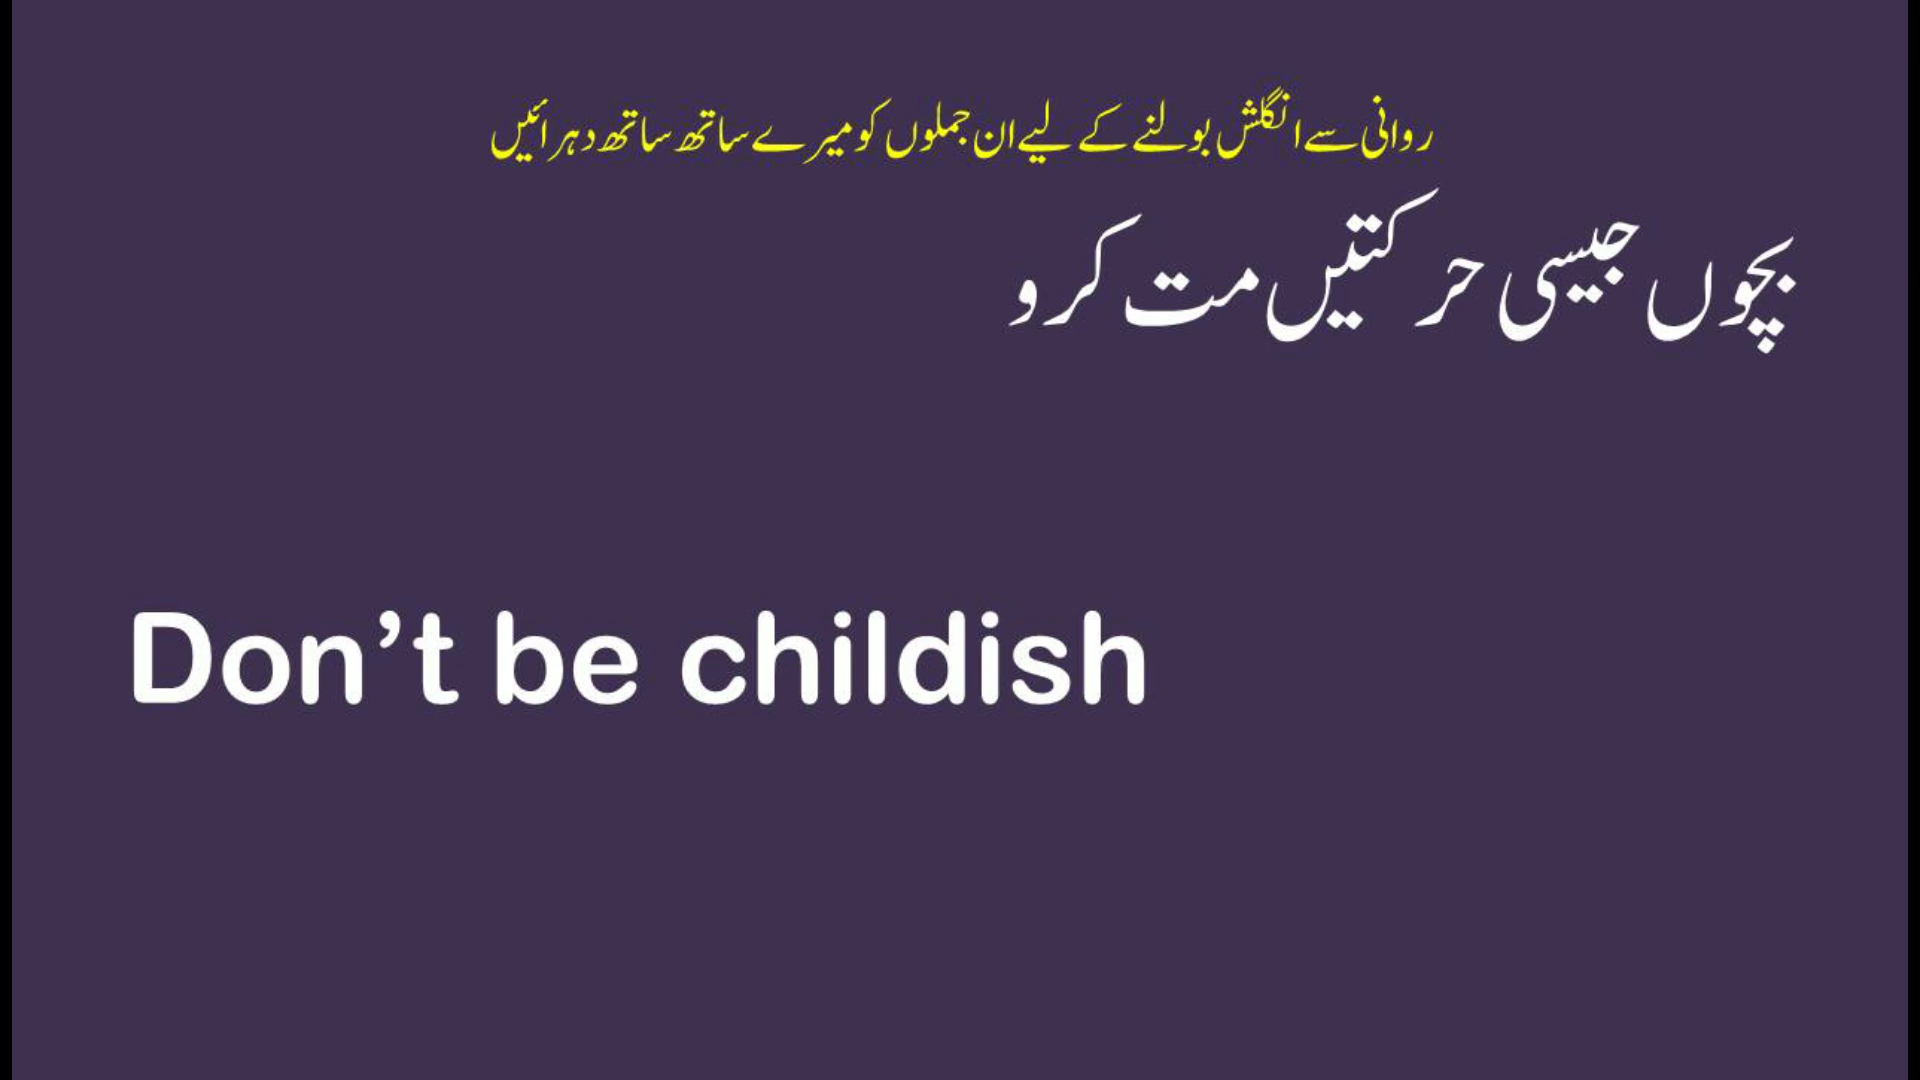 روانی سے انگلش بولنے کے لیے ان جملوں کو میرے ساتھ ساتھ دہرائیں
بچوں جیسی حرکتیں مت کرو
Don’t be childish